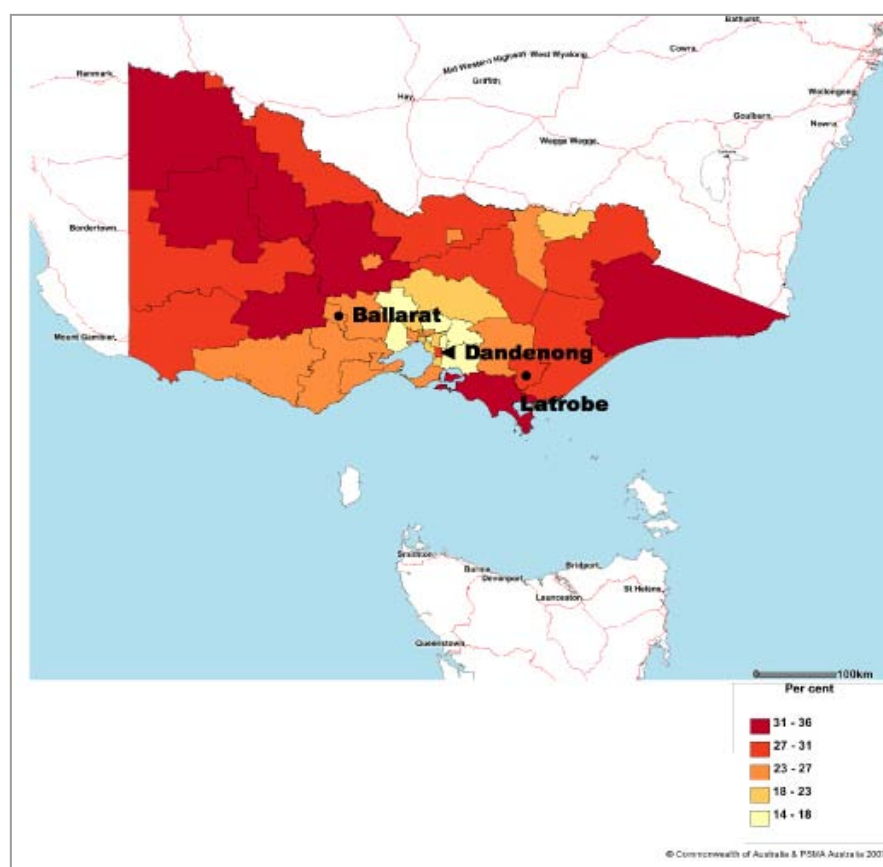 Bathurst
Cowra
Mid Western Highway-West Wyalong
Renmark
Griffith
Hay
Wollongong
Goulburn
Nowra
Wagga Wagga
Bordertown
Ballarat
Mount Gambier
Dandenong
Latrobe
Smithton
Burnie
Devonport
Bridport
Launceston
St Helens
Queenstown
0 100km
Per cent
31 - 36
27 - 31
23 - 27
18 - 23
14 - 18
© Commonwealth of Australia & PSMA Australia